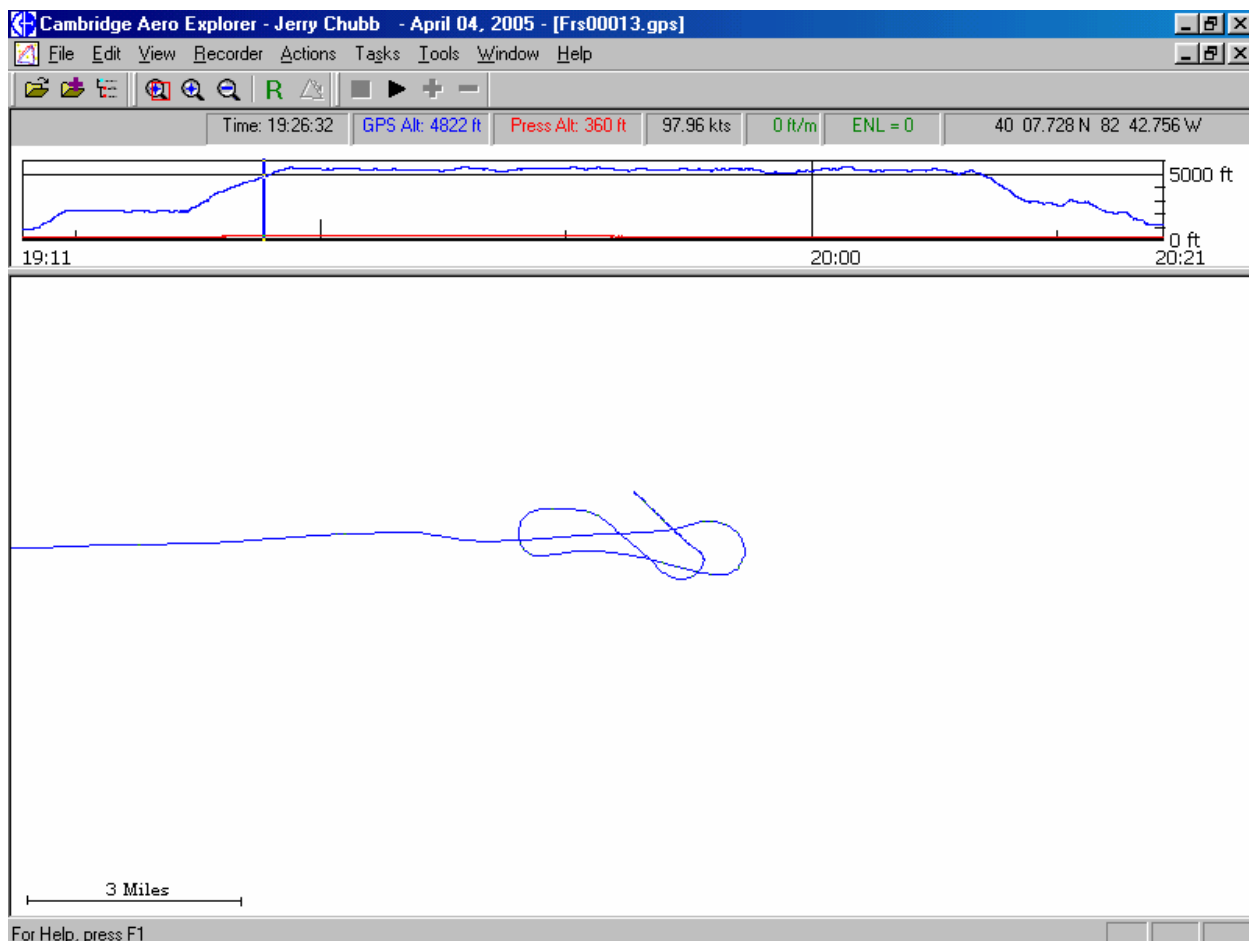 Cambridge Aero Explorer - Jerry Chubb - April 04, 2005 - [Frs00013.gps]
File Edit View Recorder Actions Tasks Tools Window Help
R
Time: 19:26:32 GPS Alt: 4822 ft Press Alt: 360 ft 97.96 kts 0 ft/m ENL = 0 40 07.728 N 82 42.756 W
5000 ft
0 ft
19:11 20:00 20:21
3 Miles
For Help, press F1